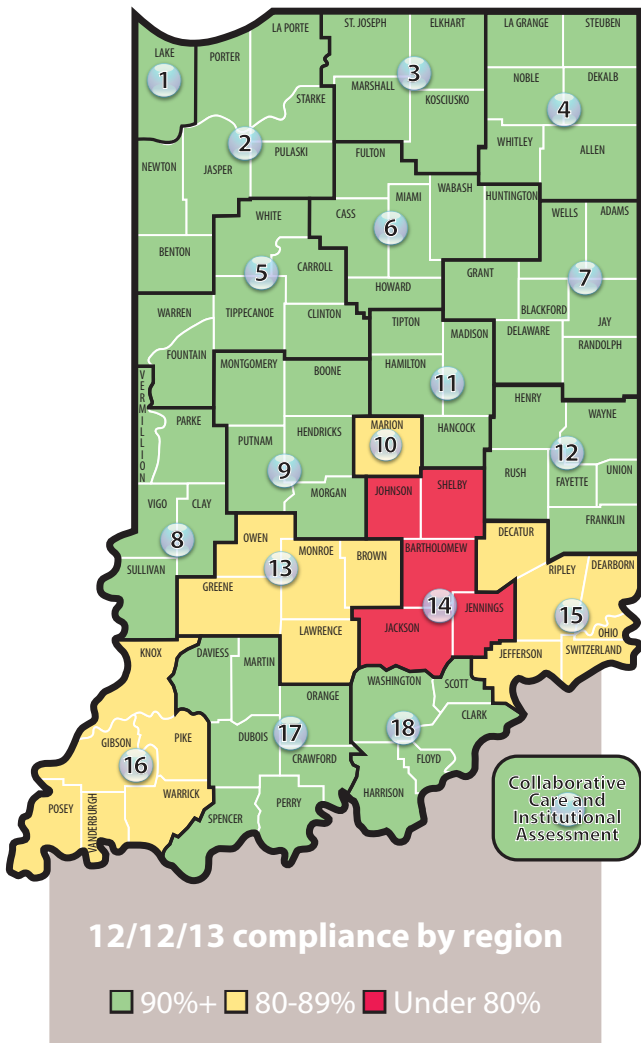 LA PORTE
ST. JOSEPH
ELKHART
LA GRANGE
STEUBEN
LAKE
PORTER
1
3
NOBLE
DEKALB
MARSHALL
STARKE
KOSCIUSKO
4
2
WHITLEY
ALLEN
NEWTON
JASPER
PULASKI
FULTON
MIAMI
WABASH
HUNTINGTON
WELLS
ADAMS
WHITE
CASS
6
BENTON
5
CARROLL
HOWARD
GRANT
7
WARREN
TIPPECANOE
CLINTON
TIPTON
MADISON
BLACKFORD
JAY
DELAWARE
RANDOLPH
FOUNTAIN
MONTGOMERY
BOONE
HAMILTON
11
VERMILLION
HENRY
WAYNE
PARKE
PUTNAM
HENDRICKS
MARION
10
HANCOCK
12
9
RUSH
FAYETTE
UNION
VIGO
CLAY
MORGAN
JOHNSON
SHELBY
FRANKLIN
8
OWEN
DECATUR
SULLIVAN
13
MONROE
BROWN
BARTHOLOMEW
RIPLEY
DEARBORN
GREENE
14
JENNINGS
15
LAWRENCE
JACKSON
OHIO
KNOX
DAVIESS
MARTIN
JEFFERSON
SWITZERLAND
ORANGE
WASHINGTON
SCOTT
CLARK
GIBSON
PIKE
DUBOIS
17
18
16
CRAWFORD
FLOYD
POSEY
VANDERBURGH
WARRICK
SPENCER
PERRY
HARRISON
Collaborative
Care and
Institutional
Assessment
12/12/13 compliance by region
90%+ 80-89% Under 80%